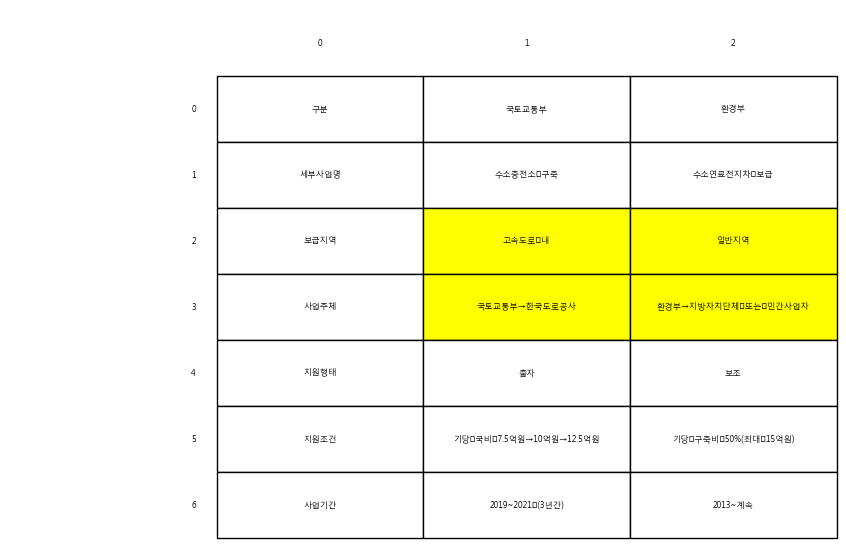 0 1 2
0 구분 국토교통부 환경부
1 세부사업명 수소충전소□구축 수소연료전지차□보급
2 보급지역 고속도로□내 일반지역
3 사업주체 국토교통부→한국도로공사 환경부→지방자치단체□또는□민간사업자
4 지원형태 출자 보조
5 지원조건 기당□국비□7.5억원→10억원→12.5억원 기당□구축비□50%(최대□15억원)
6 사업기간 2019~2021□(3년간) 2013~계속